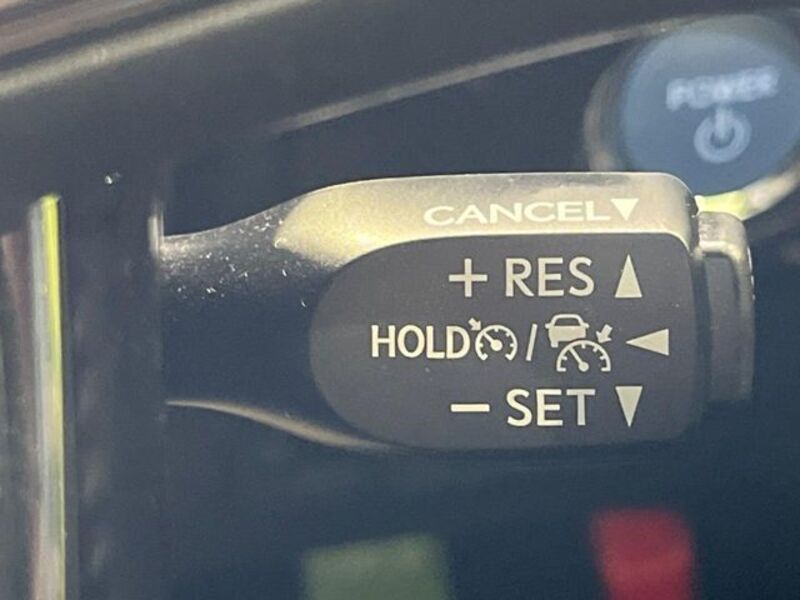 POWER
CANCEL▼
+ RES ▲
HOLD / ◀
− SET ▼